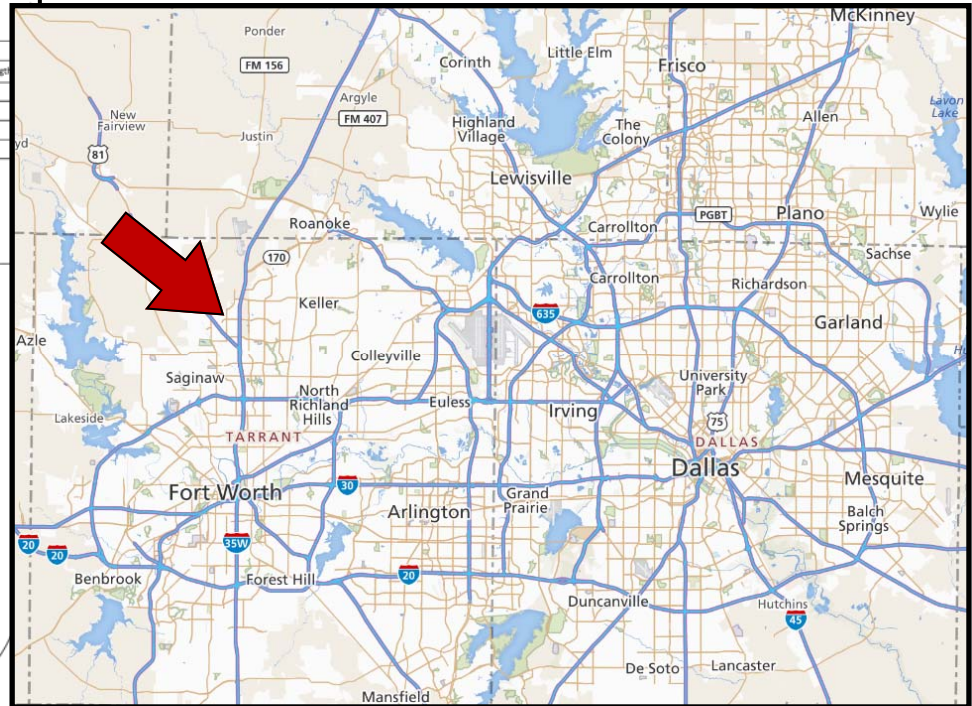 McKinney
Ponder
Little Elm
Corinth
Frisco
FM 156
Argyle
Lavon
Lake
New
Fairview
FM 407
Highland
Village
The
Colony
Allen
Justin
81
Lewisville
Roanoke
PGBT
Plano
Wylie
Carrollton
170
Sachse
Carrollton
Richardson
Keller
635
Garland
Azle
Colleyville
Saginaw
University
Park
North
Richland
Hills
Euless
Irving
75
Lakeside
TARRANT
DALLAS
Dallas
30
Mesquite
Fort Worth
Grand
Prairie
Arlington
Balch
Springs
20
20
35W
Benbrook
Forest Hill
20
Duncanville
Hutchins
45
De Soto
Lancaster
Mansfield